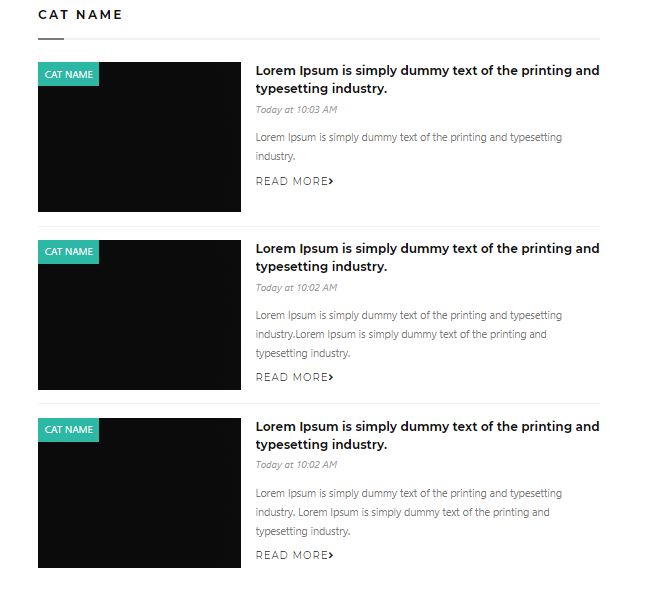 CAT NAME
CAT NAME
Lorem Ipsum is simply dummy text of the printing and
typesetting industry.
Today at 10:03 AM
Lorem Ipsum is simply dummy text of the printing and typesetting
industry.
READ MORE
CAT NAME
Lorem Ipsum is simply dummy text of the printing and
typesetting industry.
Today at 10:02 AM
Lorem Ipsum is simply dummy text of the printing and typesetting
industry.Lorem Ipsum is simply dummy text of the printing and
typesetting industry.
READ MORE
CAT NAME
Lorem Ipsum is simply dummy text of the printing and
typesetting industry.
Today at 10:02 AM
Lorem Ipsum is simply dummy text of the printing and typesetting
industry. Lorem Ipsum is simply dummy text of the printing and
typesetting industry.
READ MORE